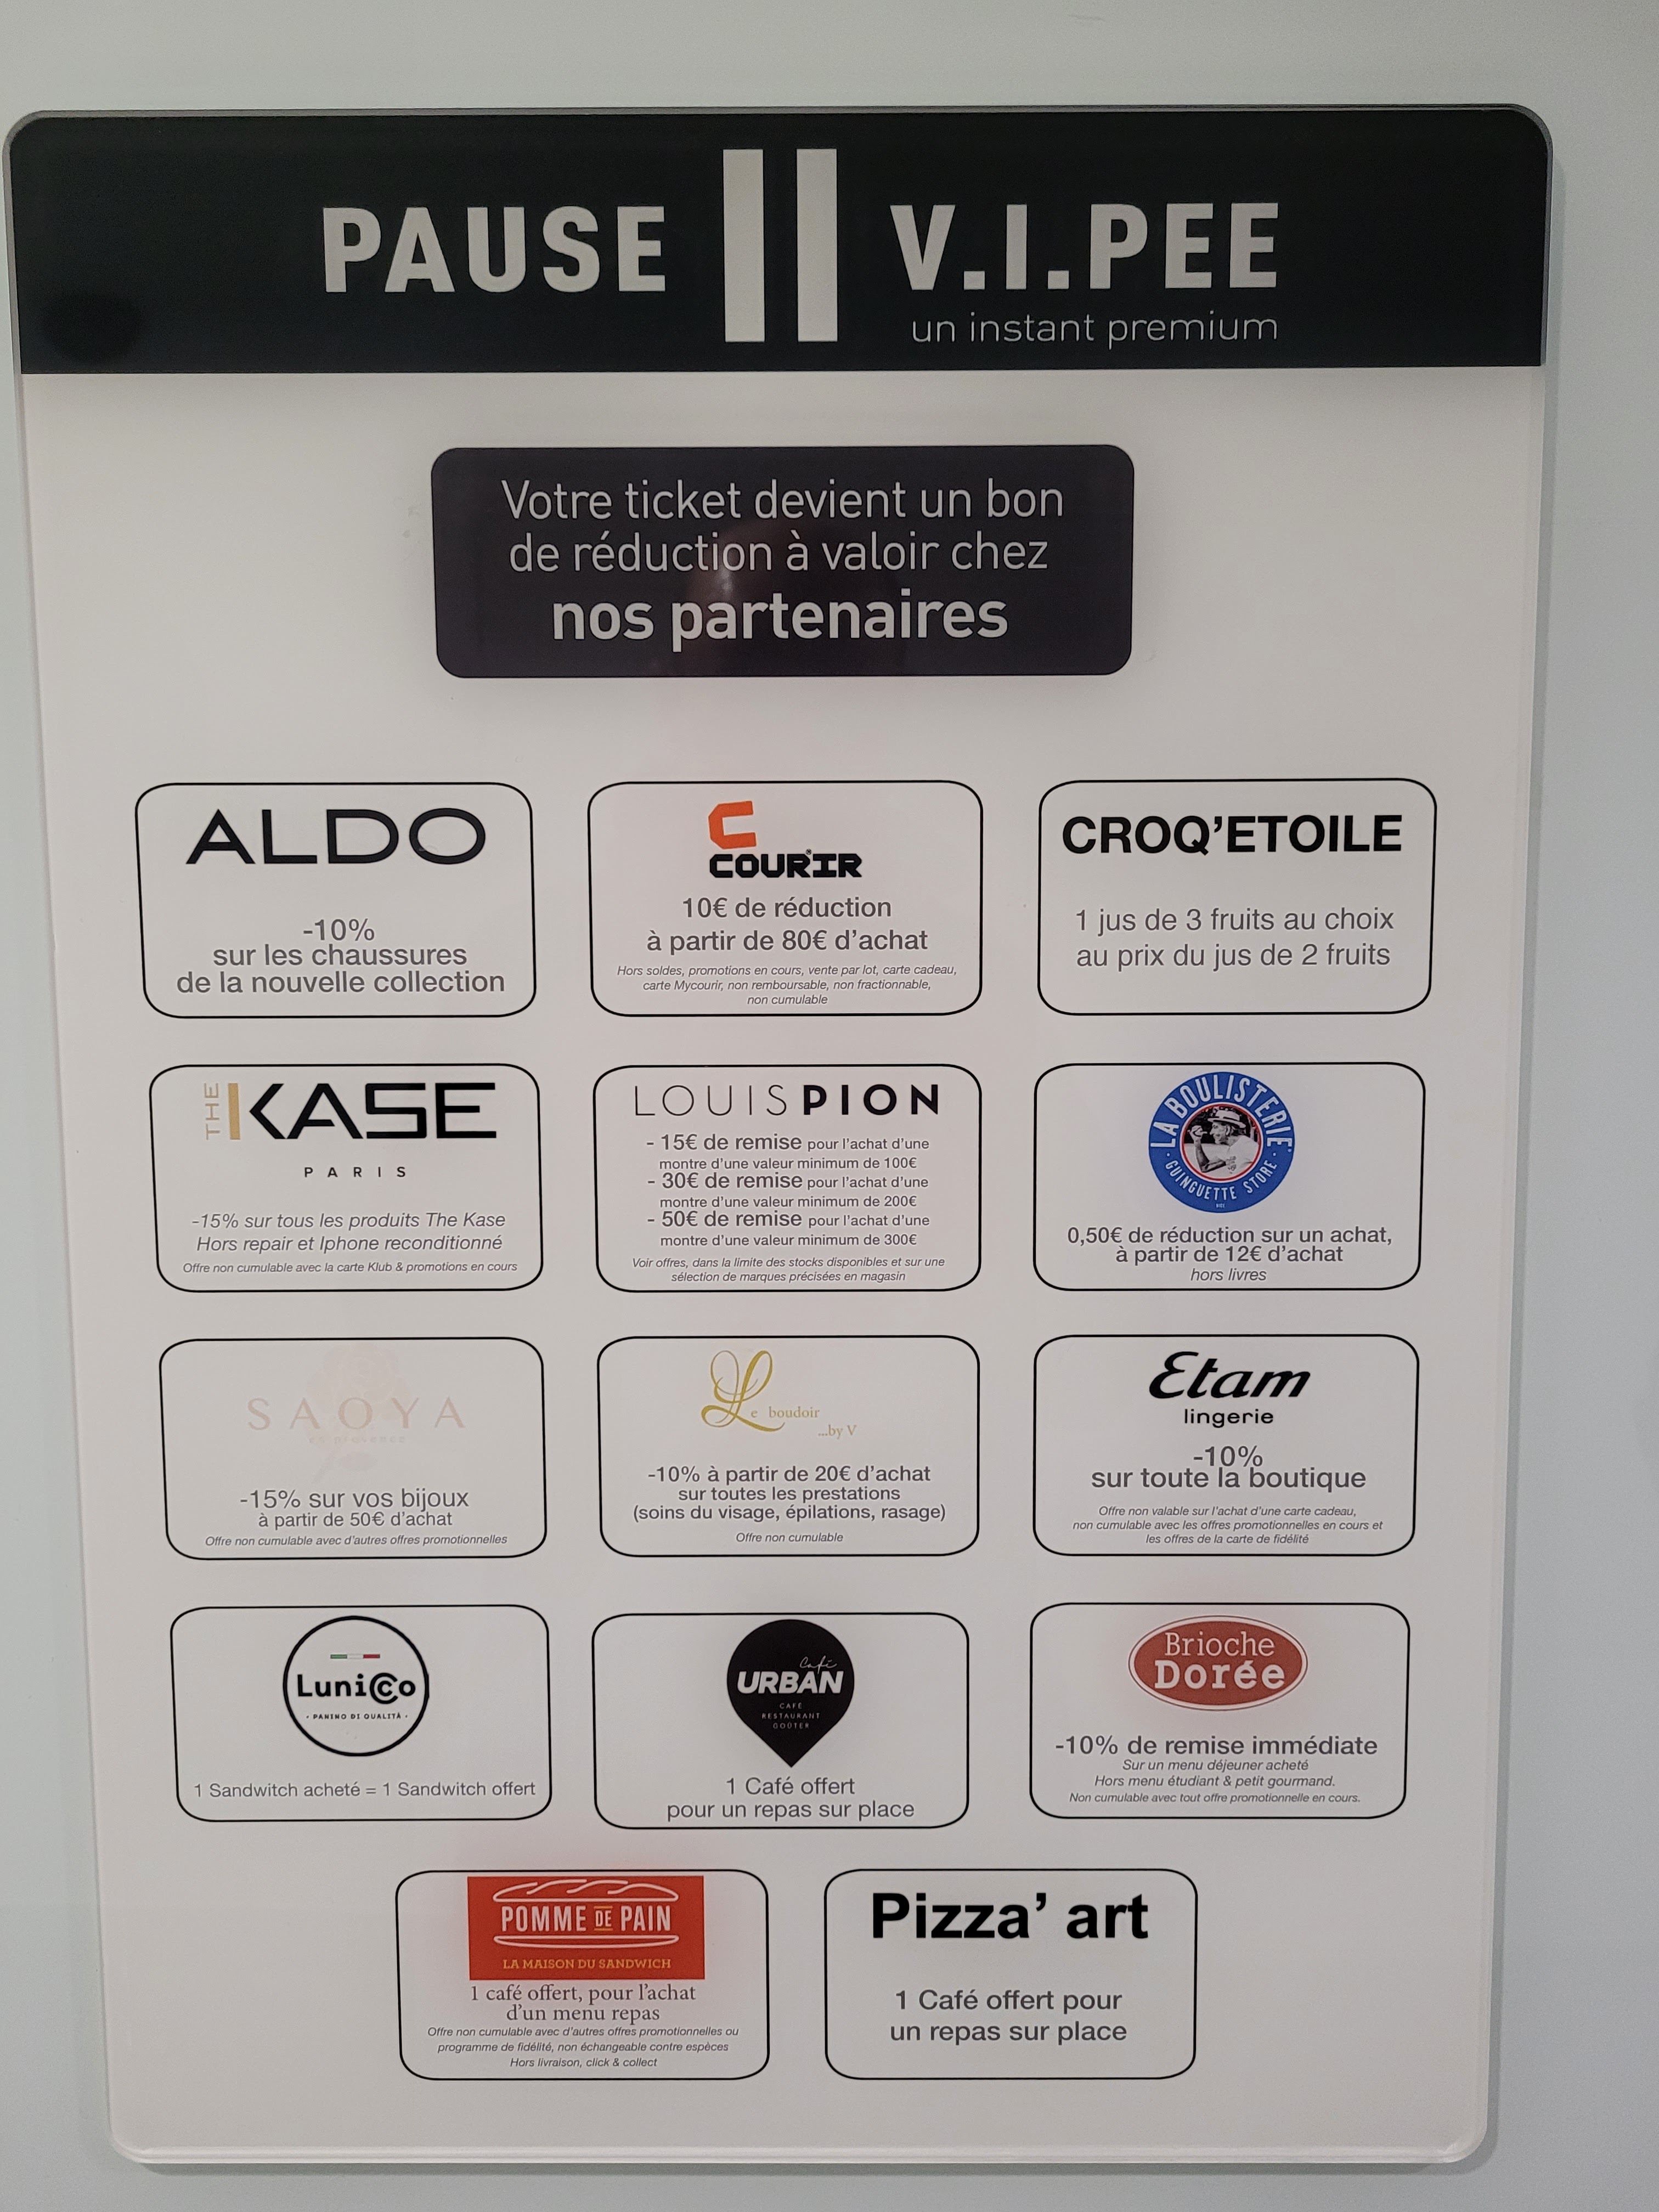 PAUSE V.I.PEE
un instant premium
Votre ticket devient un bon
de réduction à valoir chez
nos partenaires
ALDO
-10%
sur les chaussures
de la nouvelle collection
COURIR
10€ de réduction
à partir de 80€ d'achat
Hors soldes, promotions en cours, vente par lot, carte cadeau,
carte Mycourir, non remboursable, non fractionnable,
non cumulable
CROQ'ETOILE
1 jus de 3 fruits au choix
au prix du jus de 2 fruits
THE KASE
PARIS
-15% sur tous les produits The Kase
Hors repair et Iphone reconditionné
Offre non cumulable avec la carte Klub & promotions en cours
LOUIS PION
- 15€ de remise pour l'achat d'une
montre d'une valeur minimum de 100€
- 30€ de remise pour l'achat d'une
montre d'une valeur minimum de 200€
- 50€ de remise pour l'achat d'une
montre d'une valeur minimum de 300€
Voir offres, dans la limite des stocks disponibles et sur une
sélection de marques précisées en magasin
LA BOULISTERIE
· GUINGUETTE STORE ·
0,50€ de réduction sur un achat,
à partir de 12€ d'achat
hors livres
SAOYA
-15% sur vos bijoux
à partir de 50€ d'achat
Offre non cumulable avec d'autres offres promotionnelles
Le boudoir
...by V
-10% à partir de 20€ d'achat
sur toutes les prestations
(soins du visage, épilations, rasage)
Offre non cumulable
Etam
lingerie
-10%
sur toute la boutique
Offre non valable sur l'achat d'une carte cadeau,
non cumulable avec les offres promotionnelles en cours et
les offres de la carte de fidélité
LuniCco
· PANINO DI QUALITÀ ·
1 Sandwitch acheté = 1 Sandwitch offert
Café
URBAN
CAFÉ
RESTAURANT
GOÛTER
1 Café offert
pour un repas sur place
Brioche
Dorée
-10% de remise immédiate
Sur un menu déjeuner acheté
Hors menu étudiant & petit gourmand.
Non cumulable avec tout offre promotionnelle en cours.
POMME DE PAIN
LA MAISON DU SANDWICH
1 café offert, pour l'achat
d'un menu repas
Offre non cumulable avec d'autres offres promotionnelles ou
programme de fidélité, non échangeable contre espèces
Hors livraison, click & collect
Pizza' art
1 Café offert pour
un repas sur place